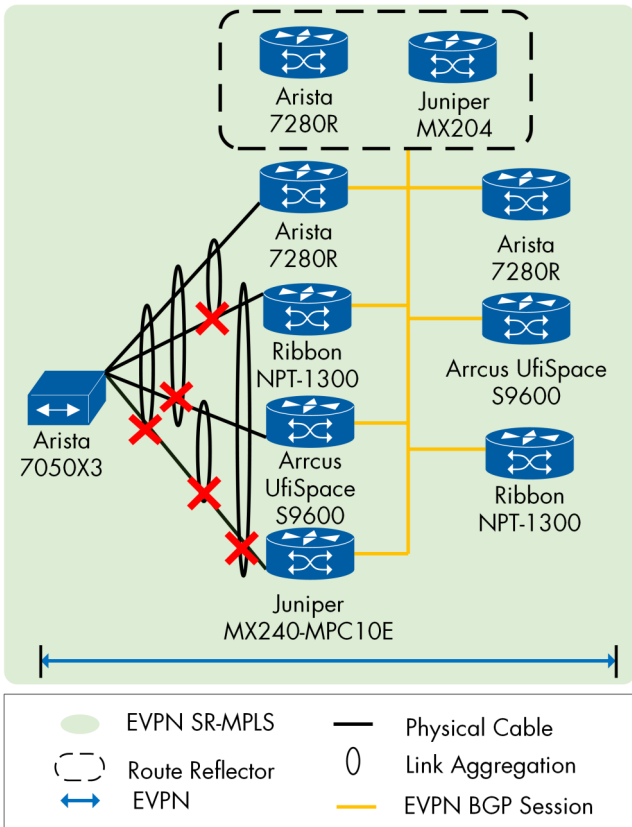 Arista
7280R
Juniper
MX204
Arista
7280R
Arista
7280R
Ribbon
NPT-1300
Arrcus UfiSpace
S9600
Arista
7050X3
Arrcus
UfiSpace
S9600
Ribbon
NPT-1300
Juniper
MX240-MPC10E
EVPN SR-MPLS
Physical Cable
Route Reflector
Link Aggregation
EVPN
EVPN BGP Session